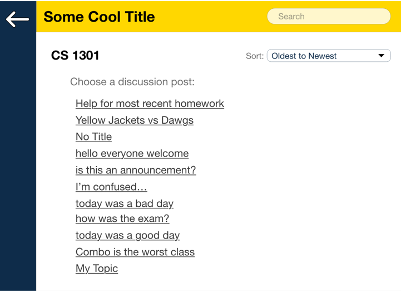 Some Cool Title
Search
CS 1301
Sort: Oldest to Newest
Choose a discussion post:
Help for most recent homework
Yellow Jackets vs Dawgs
No Title
hello everyone welcome
is this an announcement?
I'm confused...
today was a bad day
how was the exam?
today was a good day
Combo is the worst class
My Topic